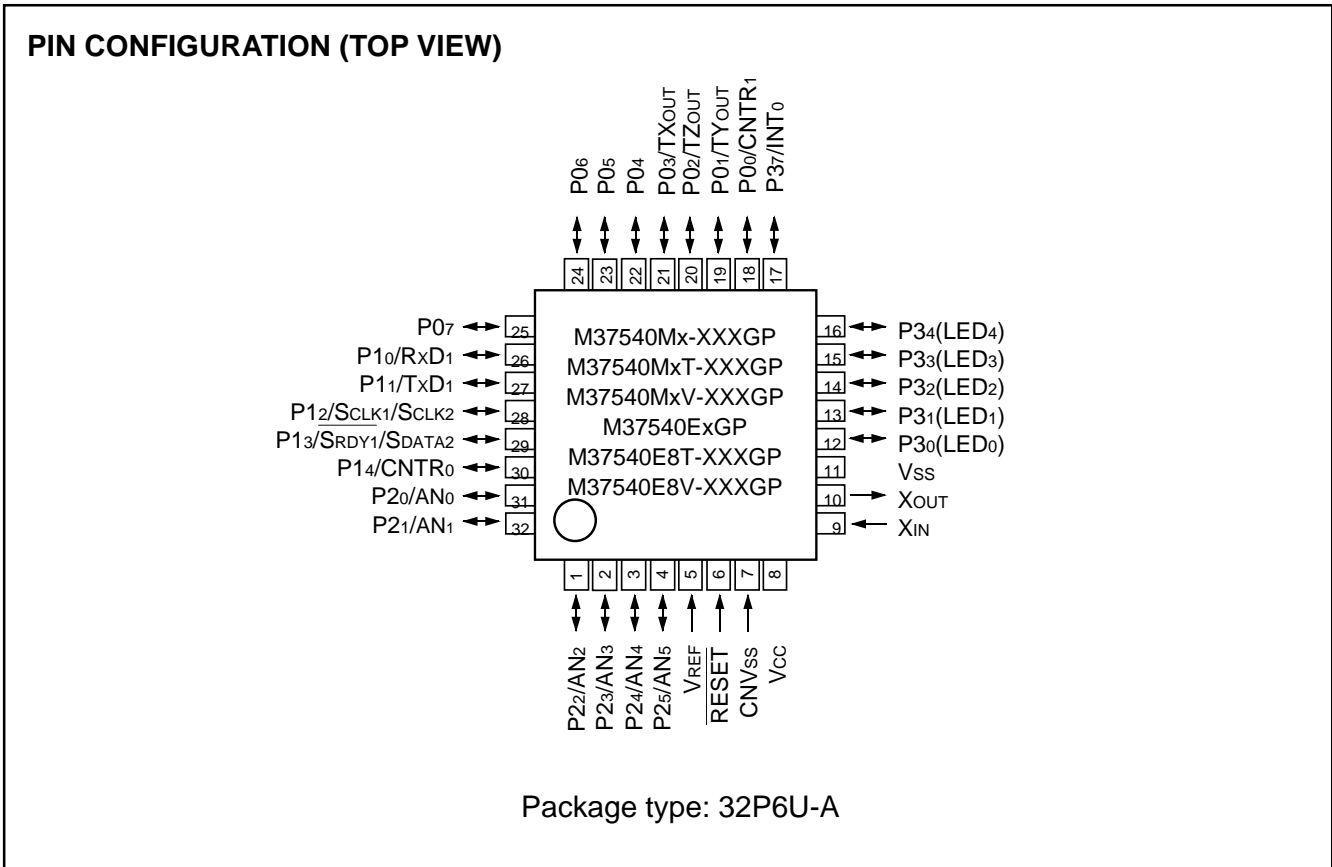 PIN CONFIGURATION (TOP VIEW)
P06
P05
P04
P03/TXOUT
P02/TZOUT
P01/TYOUT
P00/CNTR1
P37/INT0
24
23
22
21
20
19
18
17
P07
25
P10/RxD1
26
P11/TxD1
27
P12/SCLK1/SCLK2
28
P13/SRDY1/SDATA2
29
P14/CNTR0
30
P20/AN0
31
P21/AN1
32
M37540Mx-XXXGP
M37540MxT-XXXGP
M37540MxV-XXXGP
M37540ExGP
M37540E8T-XXXGP
M37540E8V-XXXGP
16
P34(LED4)
15
P33(LED3)
14
P32(LED2)
13
P31(LED1)
12
P30(LED0)
11
VSS
10
XOUT
9
XIN
1
2
3
4
5
6
7
8
P22/AN2
P23/AN3
P24/AN4
P25/AN5
VREF
RESET
CNVSS
VCC
Package type: 32P6U-A